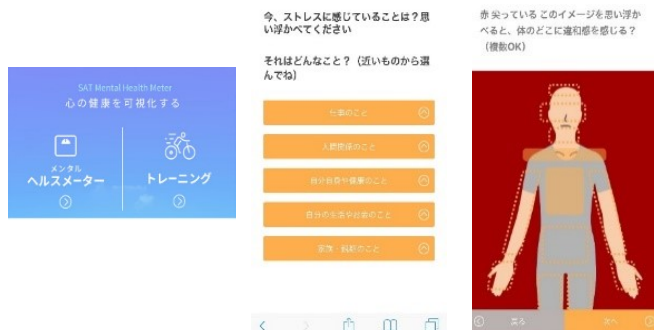 SAT Mental Health Meter
心の健康を可視化する
メンタル
ヘルスメーター
トレーニング
今、ストレスに感じていることは？思
い浮かべてください
それはどんなこと？（近いものから選
んでね）
仕事のこと
人間関係のこと
自分自身や健康のこと
自分の生活やお金のこと
家族・親戚のこと
赤 尖っている このイメージを思い浮か
べると、体のどこに違和感を感じる？
（複数OK）
戻る
次へ